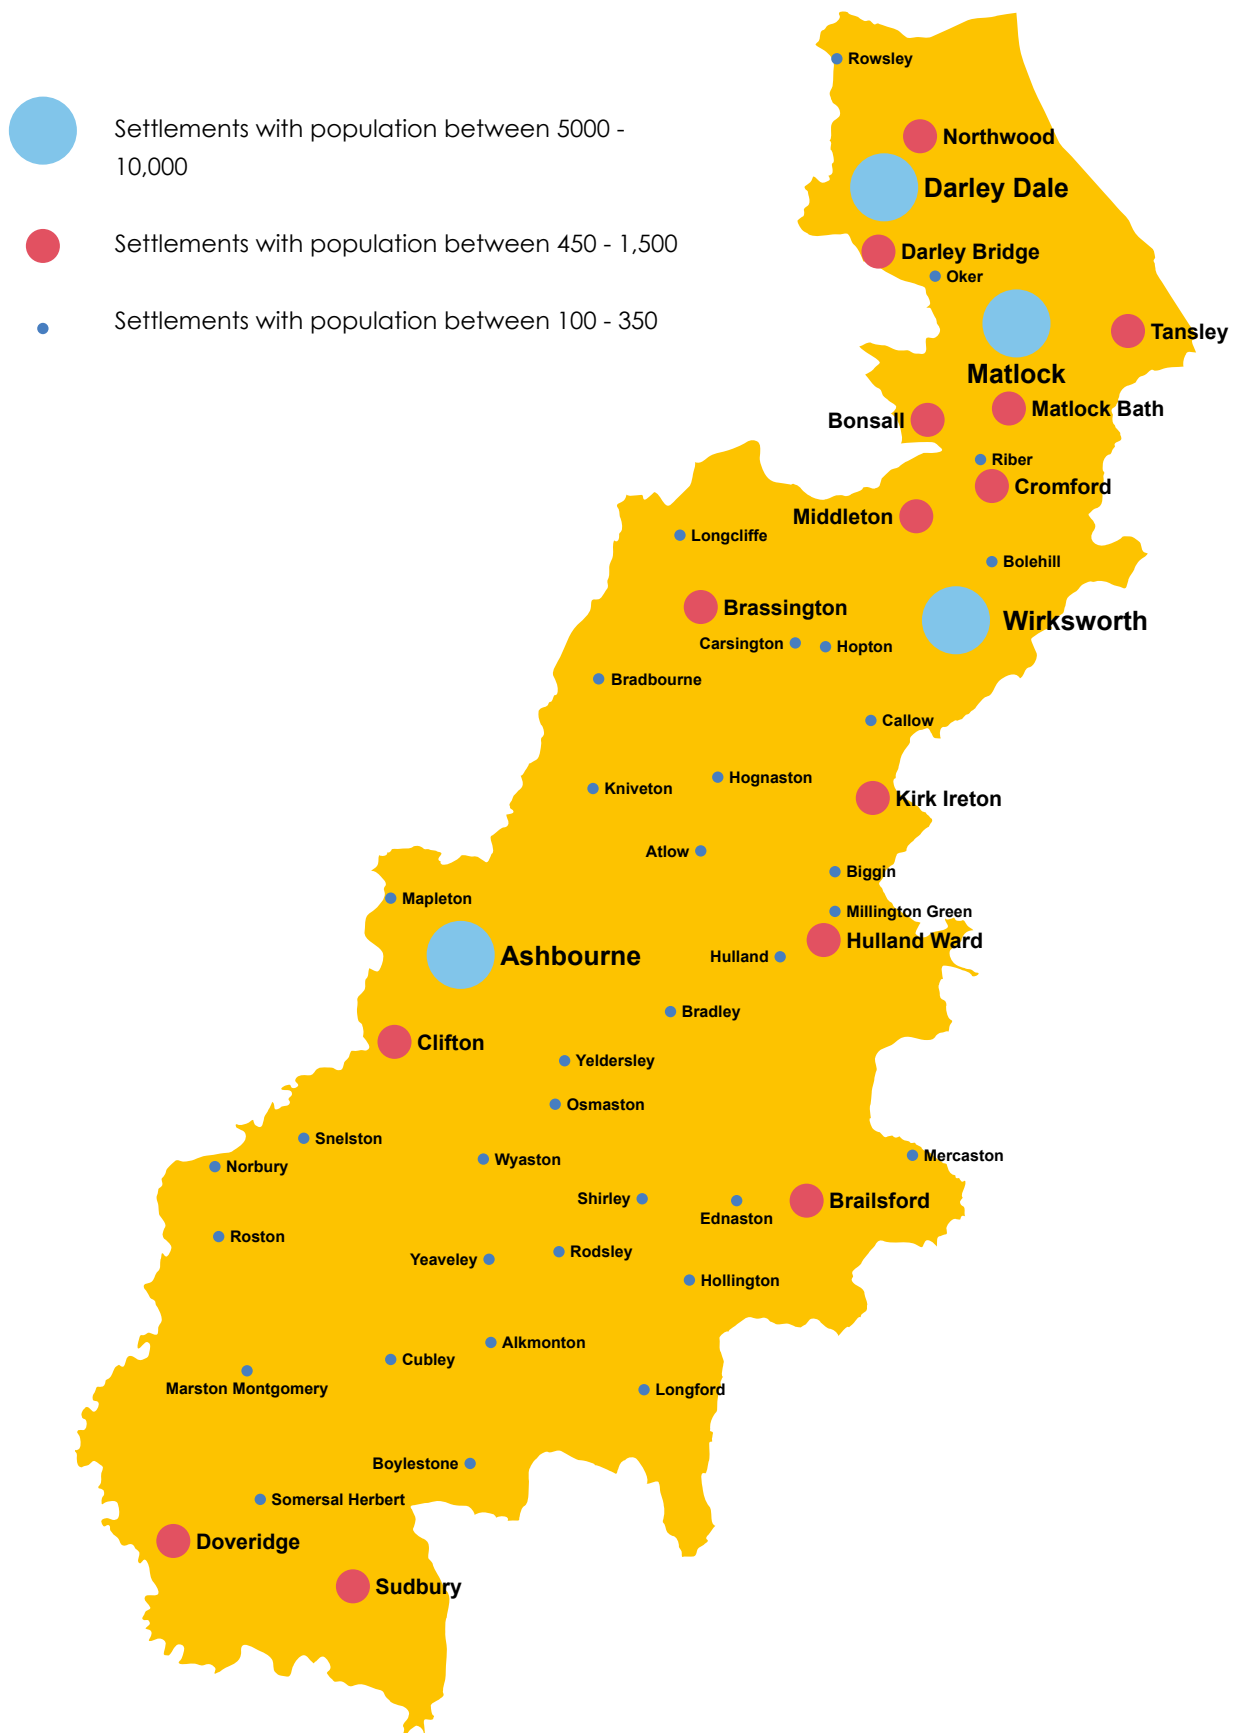 Settlements with population between 5000 -
10,000
Settlements with population between 450 - 1,500
Settlements with population between 100 - 350
Rowsley
Northwood
Darley Dale
Darley Bridge
Oker
Matlock
Tansley
Bonsall
Matlock Bath
Riber
Cromford
Middleton
Longcliffe
Bolehill
Brassington
Wirksworth
Carsington
Hopton
Bradbourne
Callow
Hognaston
Kniveton
Kirk Ireton
Atlow
Biggin
Mapleton
Millington Green
Hulland Ward
Ashbourne
Hulland
Bradley
Clifton
Yeldersley
Osmaston
Snelston
Norbury
Wyaston
Mercaston
Shirley
Ednaston
Brailsford
Roston
Yeaveley
Rodsley
Hollington
Alkmonton
Cubley
Marston Montgomery
Longford
Boylestone
Somersal Herbert
Doveridge
Sudbury